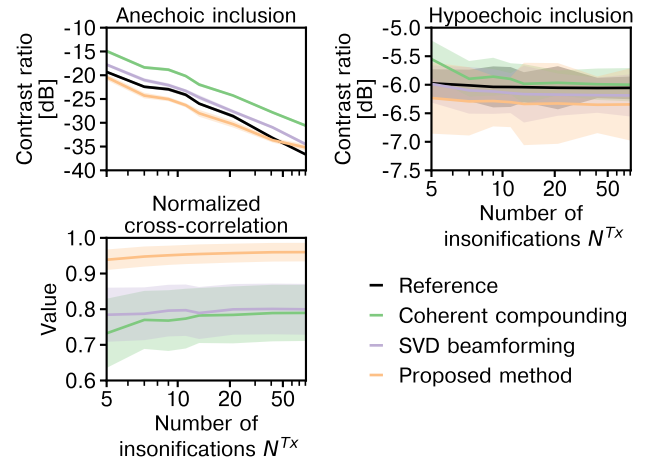 Anechoic inclusion
Contrast ratio
[dB]
-10
-15
-20
-25
-30
-35
-40
Hypoechoic inclusion
Contrast ratio
[dB]
-5.0
-5.5
-6.0
-6.5
-7.0
-7.5
5 10 20 50
Number of
insonifications N^Tx
Normalized
cross-correlation
Value
1.0
0.9
0.8
0.7
0.6
5 10 20 50
Number of
insonifications N^Tx
Reference
Coherent compounding
SVD beamforming
Proposed method